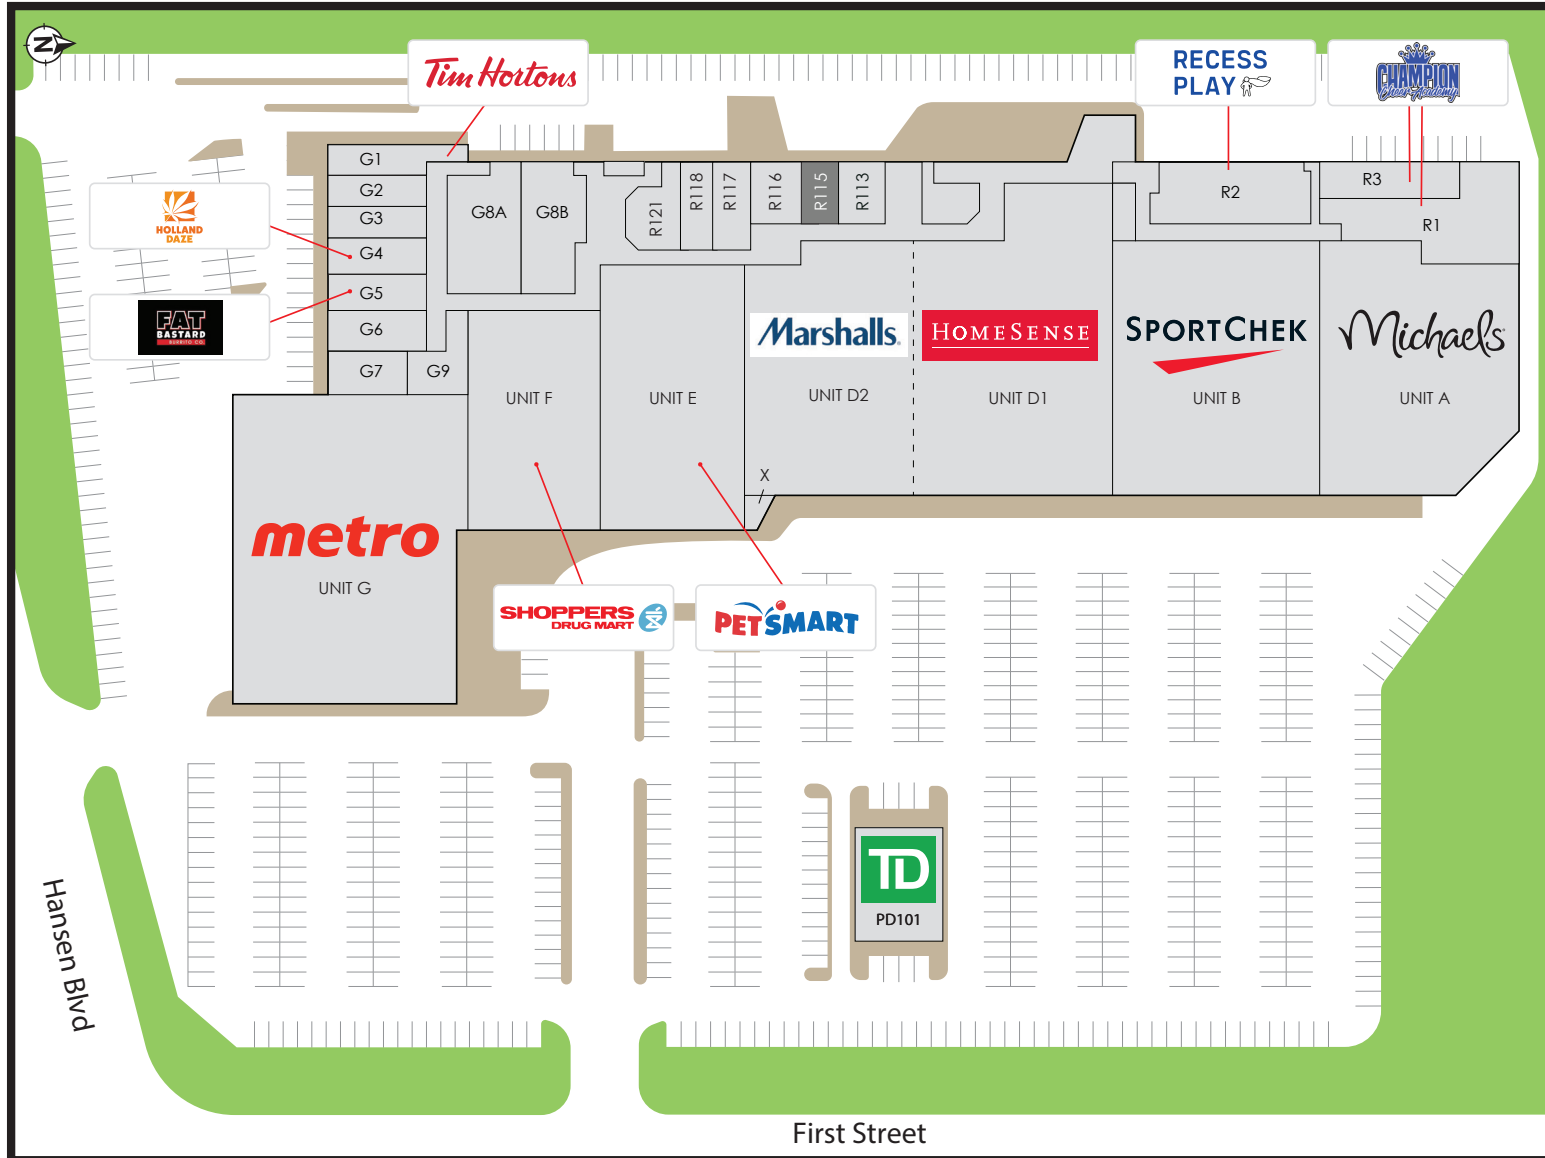 N
Tim Hortons
RECESS
PLAY
CHAMPION
Cheer Academy
G1
G2
G3
G4
G5
G6
G7
G9
G8A
G8B
R121
R118
R117
R116
R115
R113
R2
R3
R1
HOLLAND
DAZE
FAT
BASTARD
BURRITO CO.
Marshalls.
HOMESENSE
SPORTCHEK
Michaels
UNIT F
UNIT E
UNIT D2
UNIT D1
UNIT B
UNIT A
X
metro
UNIT G
SHOPPERS
DRUG MART
PETSMART
TD
PD101
Hansen Blvd
First Street